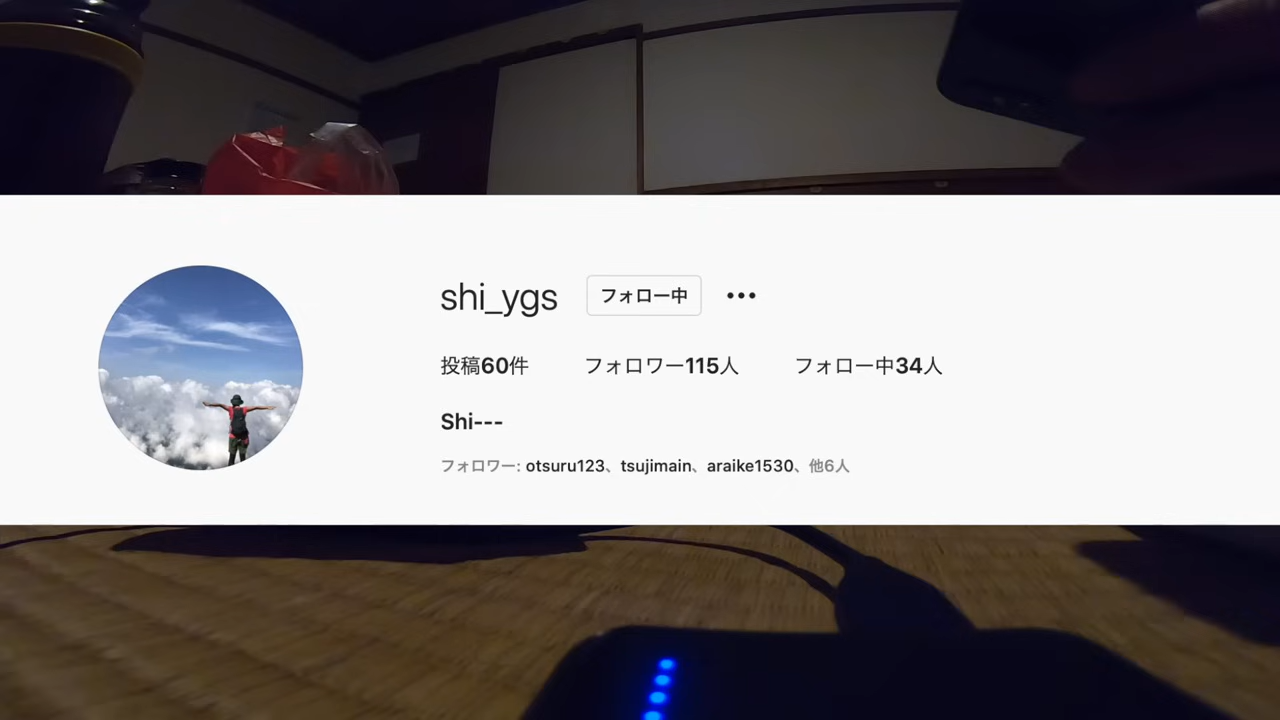 shi_ygs フォロー中 •••
投稿60件 フォロワー115人 フォロー中34人
Shi---
フォロワー: otsuru123、tsujimain、araike1530、他6人